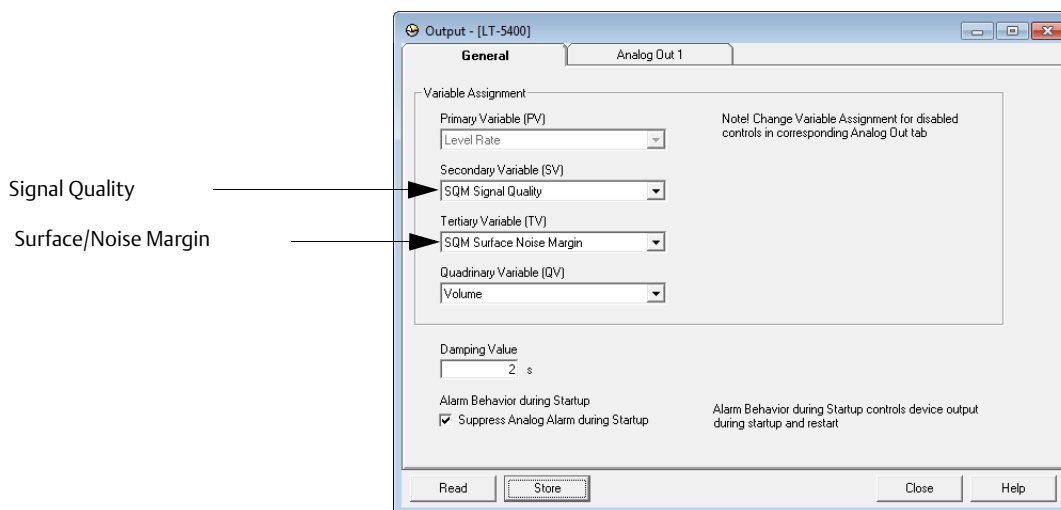 Output - [LT-5400]
General
Analog Out 1
Variable Assignment
Primary Variable (PV)
Note! Change Variable Assignment for disabled
controls in corresponding Analog Out tab
Level Rate
Secondary Variable (SV)
Signal Quality
SQM Signal Quality
Tertiary Variable (TV)
Surface/Noise Margin
SQM Surface Noise Margin
Quadrinary Variable (QV)
Volume
Damping Value
2 s
Alarm Behavior during Startup
Suppress Analog Alarm during Startup
Alarm Behavior during Startup controls device output
during startup and restart
Read
Store
Close
Help